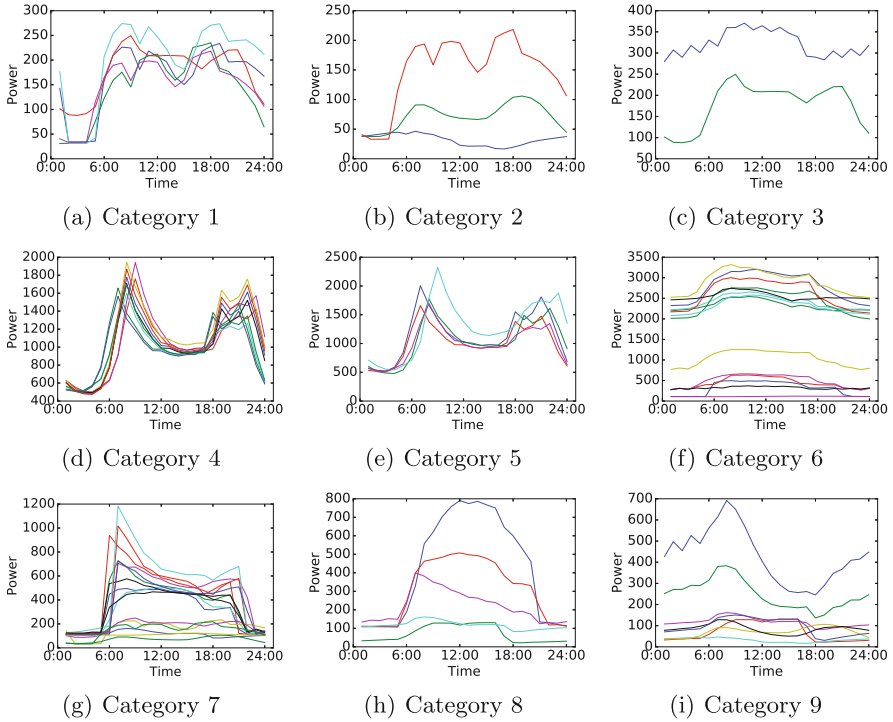 300
250
200
150
100
50
0
Power
0:00 6:00 12:00 18:00 24:00
Time
(a) Category 1
250
200
150
100
50
0
Power
0:00 6:00 12:00 18:00 24:00
Time
(b) Category 2
400
350
300
250
200
150
100
50
Power
0:00 6:00 12:00 18:00 24:00
Time
(c) Category 3
2000
1800
1600
1400
1200
1000
800
600
400
Power
0:00 6:00 12:00 18:00 24:00
Time
(d) Category 4
2500
2000
1500
1000
500
0
Power
0:00 6:00 12:00 18:00 24:00
Time
(e) Category 5
3500
3000
2500
2000
1500
1000
500
0
Power
0:00 6:00 12:00 18:00 24:00
Time
(f) Category 6
1200
1000
800
600
400
200
0
Power
0:00 6:00 12:00 18:00 24:00
Time
(g) Category 7
800
700
600
500
400
300
200
100
0
Power
0:00 6:00 12:00 18:00 24:00
Time
(h) Category 8
700
600
500
400
300
200
100
0
Power
0:00 6:00 12:00 18:00 24:00
Time
(i) Category 9